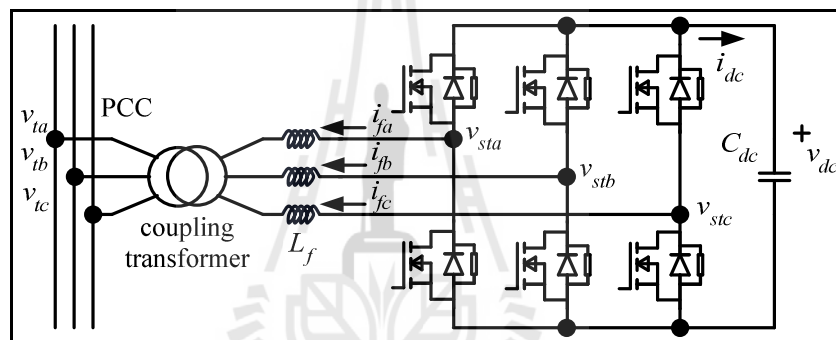 PCC
v_ta
v_tb
v_tc
coupling
transformer
L_f
i_fa
i_fb
i_fc
v_sta
v_stb
v_stc
i_dc
C_dc
+
v_dc
-